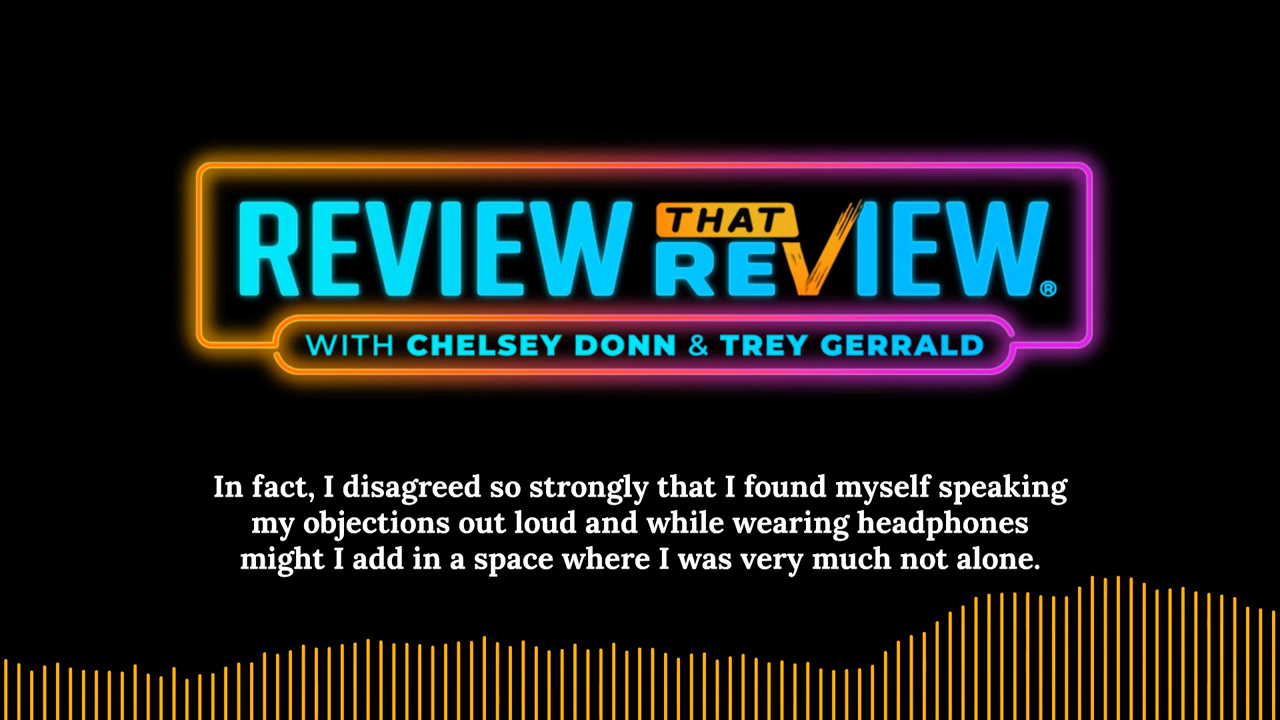 REVIEW THAT REVIEW®
WITH CHELSEY DONN & TREY GERRALD
In fact, I disagreed so strongly that I found myself speaking
my objections out loud and while wearing headphones
might I add in a space where I was very much not alone.